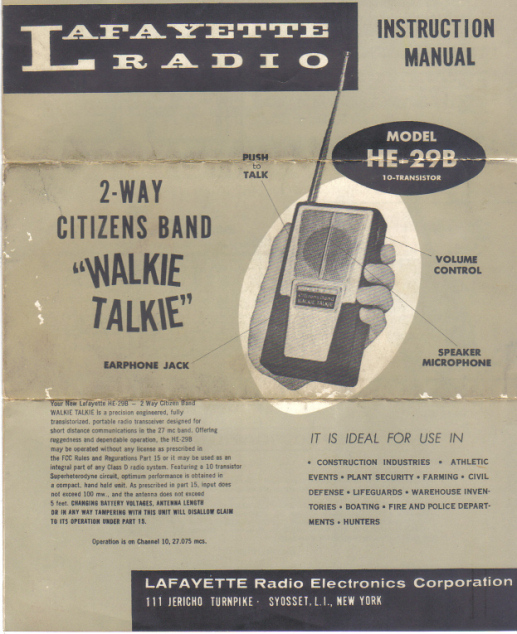 LAFAYETTE
RADIO
INSTRUCTION
MANUAL
MODEL
HE-29B
10-TRANSISTOR
PUSH
to
TALK
2-WAY
CITIZENS BAND
"WALKIE
TALKIE"
VOLUME
CONTROL
SPEAKER
MICROPHONE
EARPHONE JACK
Your New Lafayette HE-29B — 2 Way Citizen Band
WALKIE TALKIE is a precision engineered, fully
transistorized, portable radio transceiver designed for
short distance communications in the 27 mc band. Offering
ruggedness and dependable operation, the HE-29B
may be operated without any license as prescribed in
the FCC Rules and Regulations Part 15 or it may be used as an
integral part of any Class D radio system. Featuring a 10 transistor
Superheterodyne circuit, optimum performance is obtained in
a compact, hand held unit. As prescribed in part 15, input does
not exceed 100 mw., and the antenna does not exceed
5 feet. CHANGING BATTERY VOLTAGES, ANTENNA LENGTH
OR IN ANY WAY TAMPERING WITH THIS UNIT WILL DISALLOW CLAIM
TO ITS OPERATION UNDER PART 15.
Operation is on Channel 10, 27.075 mcs.
IT IS IDEAL FOR USE IN
• CONSTRUCTION INDUSTRIES • ATHLETIC
EVENTS • PLANT SECURITY • FARMING • CIVIL
DEFENSE • LIFEGUARDS • WAREHOUSE INVEN-
TORIES • BOATING • FIRE AND POLICE DEPART-
MENTS • HUNTERS
LAFAYETTE Radio Electronics Corporation
111 JERICHO TURNPIKE · SYOSSET, L.I., NEW YORK